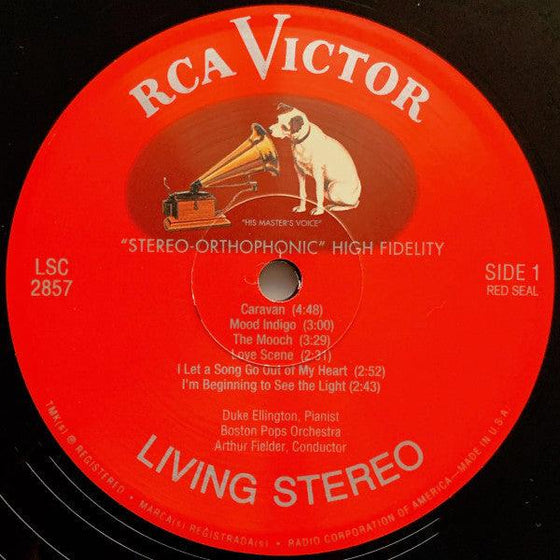 RCA VICTOR
"HIS MASTER'S VOICE"
"STEREO-ORTHOPHONIC" HIGH FIDELITY
LSC
2857
SIDE 1
RED SEAL
Caravan (4:48)
Mood Indigo (3:00)
The Mooch (3:29)
Love Scene (2:31)
I Let a Song Go Out of My Heart (2:52)
I'm Beginning to See the Light (2:43)
Duke Ellington, Pianist
Boston Pops Orchestra
Arthur Fielder, Conductor
LIVING STEREO
TMK(s) ® REGISTERED • MARCA(s) REGISTRADA(s) • RADIO CORPORATION OF AMERICA—MADE IN U.S.A.